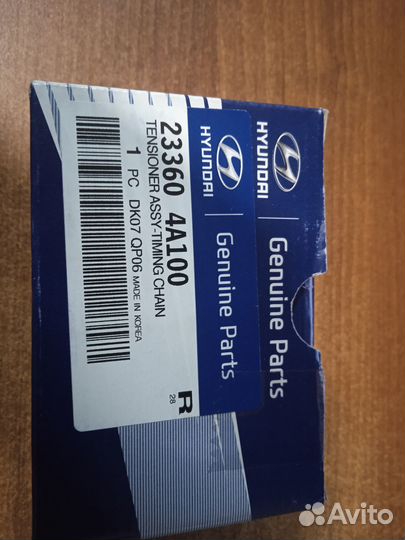 HYUNDAI
Genuine Parts
HYUNDAI | Genuine Parts
23360 4A100
TENSIONER ASSY-TIMING CHAIN
1 PC DK07 QP06 MADE IN KOREA
R
28
Avito